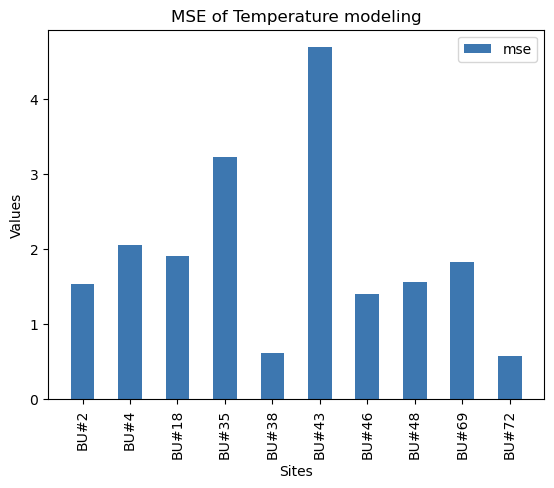 MSE of Temperature modeling
mse
Values
4
3
2
1
0
BU#2
BU#4
BU#18
BU#35
BU#38
BU#43
BU#46
BU#48
BU#69
BU#72
Sites